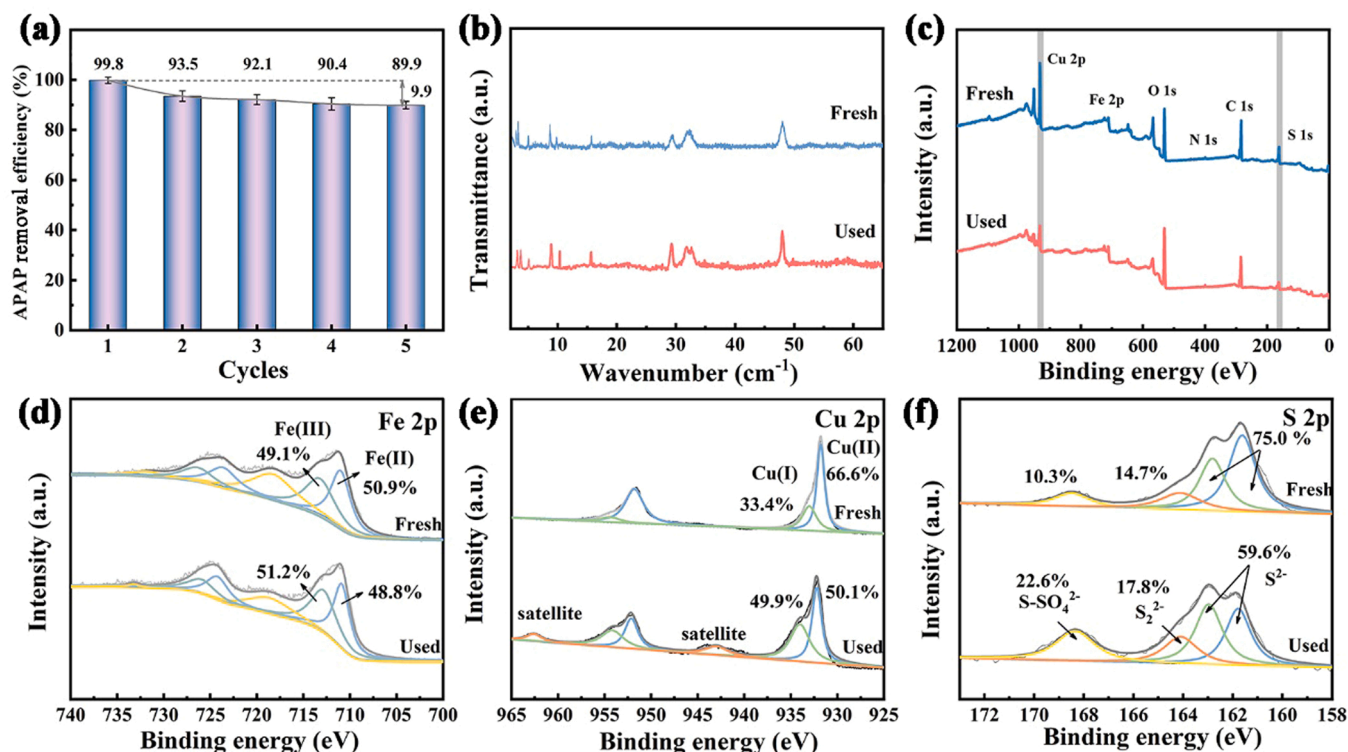 (a)
99.8 93.5 92.1 90.4 89.9
9.9
100
80
60
40
20
0
APAP removal efficiency (%)
1 2 3 4 5
Cycles
(b)
Fresh
Used
Transmittance (a.u.)
10 20 30 40 50 60
Wavenumber (cm-1)
(c)
Cu 2p
Fresh
Fe 2p
O 1s
N 1s
C 1s
S 1s
Used
Intensity (a.u.)
1200 1000 800 600 400 200 0
Binding energy (eV)
(d)
Fe 2p
Fe(III)
49.1%
Fe(II)
50.9%
Fresh
51.2%
48.8%
Used
Intensity (a.u.)
740 735 730 725 720 715 710 705 700
Binding energy (eV)
(e)
Cu 2p
Cu(II)
Cu(I)
66.6%
33.4%
Fresh
50.1%
49.9%
satellite
satellite
Used
Intensity (a.u.)
965 960 955 950 945 940 935 930 925
Binding energy (eV)
(f)
S 2p
75.0 %
10.3%
14.7%
Fresh
59.6%
S2-
22.6%
S-SO42-
17.8%
S22-
Used
Intensity (a.u.)
172 170 168 166 164 162 160 158
Binding energy (eV)